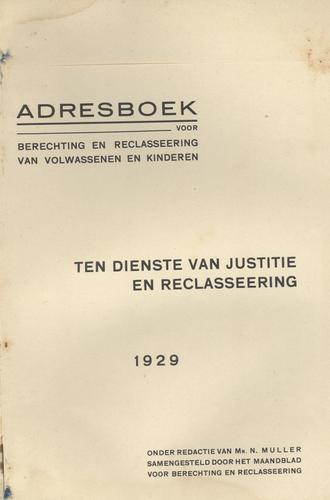 ADRESBOEK
VOOR
BERECHTING EN RECLASSEERING
VAN VOLWASSENEN EN KINDEREN
TEN DIENSTE VAN JUSTITIE
EN RECLASSEERING
1929
ONDER REDACTIE VAN MR. N. MULLER
SAMENGESTELD DOOR HET MAANDBLAD
VOOR BERECHTING EN RECLASSEERING